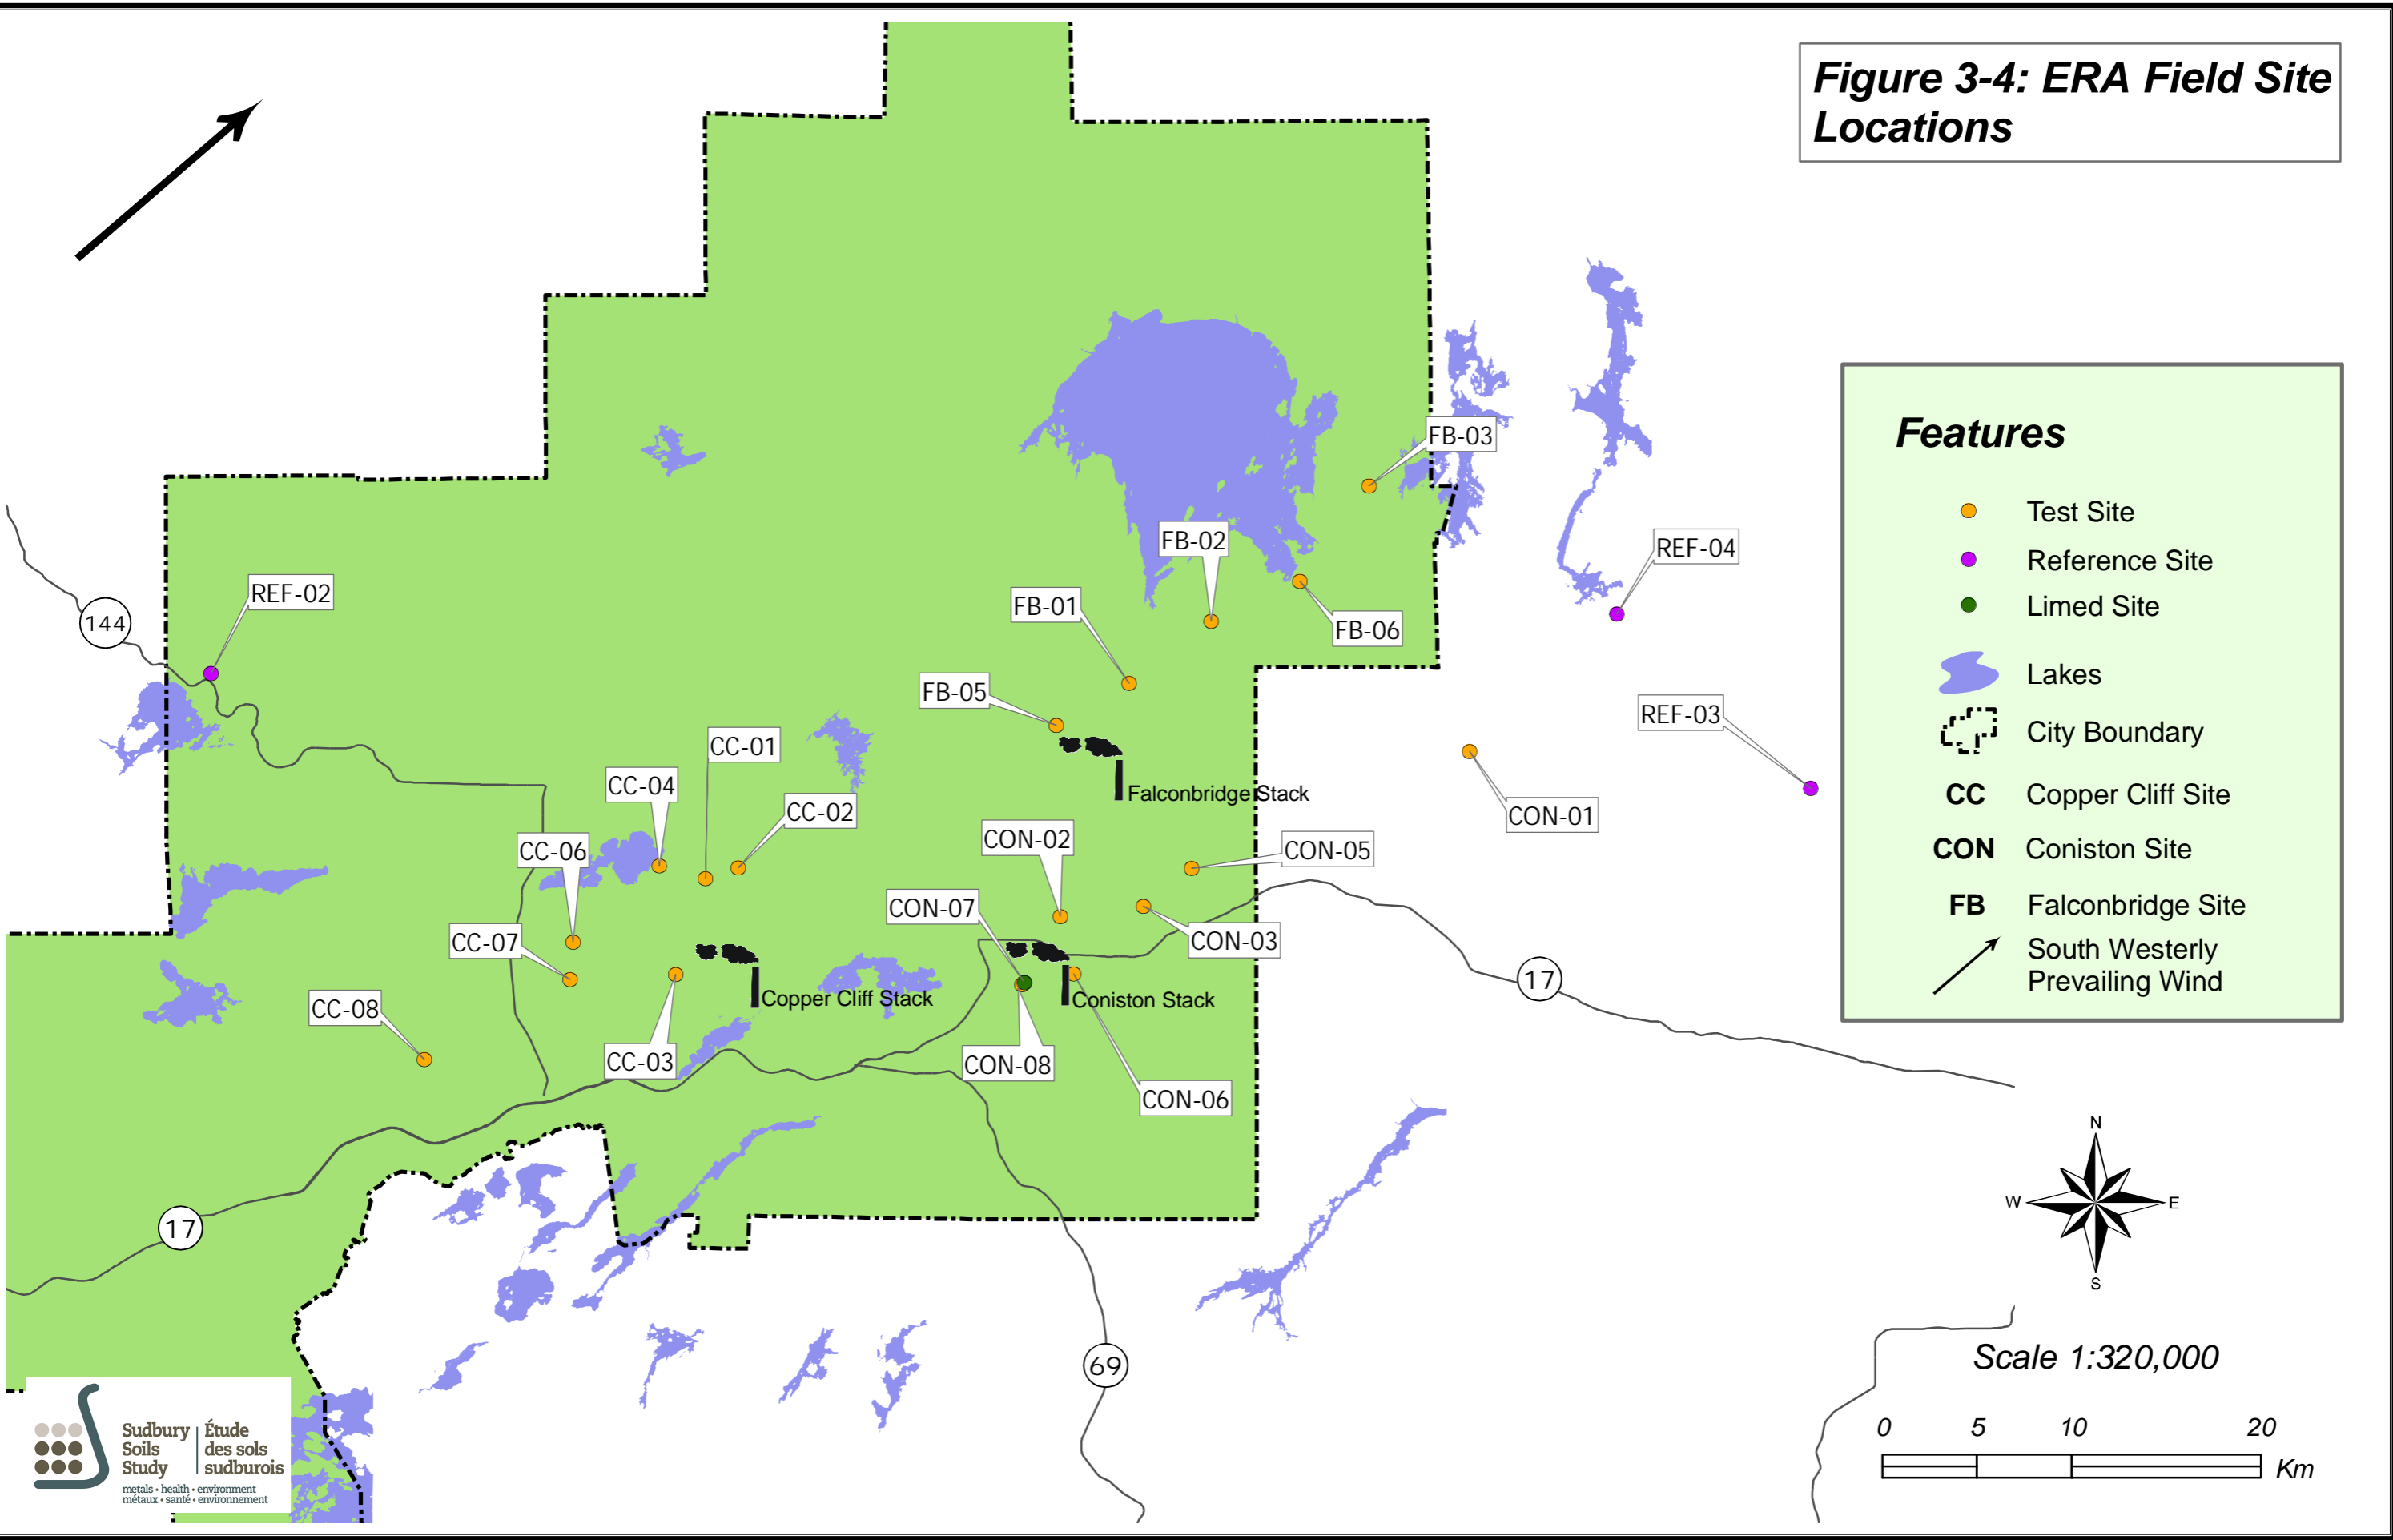 Figure 3-4: ERA Field Site
Locations
FB-03
FB-02
REF-04
REF-02
FB-01
FB-06
144
FB-05
REF-03
CC-01
CC-04
CC-02
Falconbridge Stack
CON-01
CON-02
CC-06
CON-05
CON-07
CC-07
CON-03
Copper Cliff Stack
Coniston Stack
17
CC-08
CC-03
CON-08
CON-06
17
69
Features
Test Site
Reference Site
Limed Site
Lakes
City Boundary
CC Copper Cliff Site
CON Coniston Site
FB Falconbridge Site
South Westerly
Prevailing Wind
N
W E
S
Scale 1:320,000
0 5 10 20
Km
Sudbury
Soils
Study
Étude
des sols
sudburois
metals • health • environment
métaux • santé • environnement